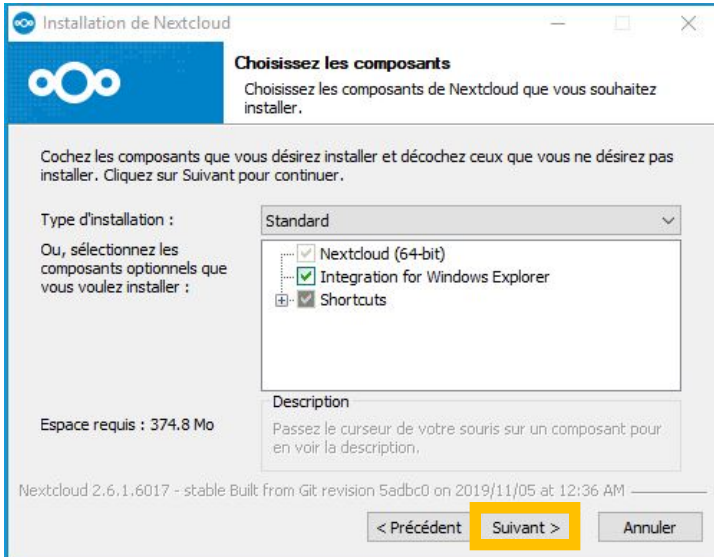 Installation de Nextcloud
Choisissez les composants
Choisissez les composants de Nextcloud que vous souhaitez
installer.
Cochez les composants que vous désirez installer et décochez ceux que vous ne désirez pas
installer. Cliquez sur Suivant pour continuer.
Type d'installation :
Standard
Ou, sélectionnez les
composants optionnels que
vous voulez installer :
Nextcloud (64-bit)
Integration for Windows Explorer
Shortcuts
Espace requis : 374.8 Mo
Description
Passez le curseur de votre souris sur un composant pour
en voir la description.
Nextcloud 2.6.1.6017 - stable Built from Git revision 5adbc0 on 2019/11/05 at 12:36 AM
< Précédent
Suivant >
Annuler